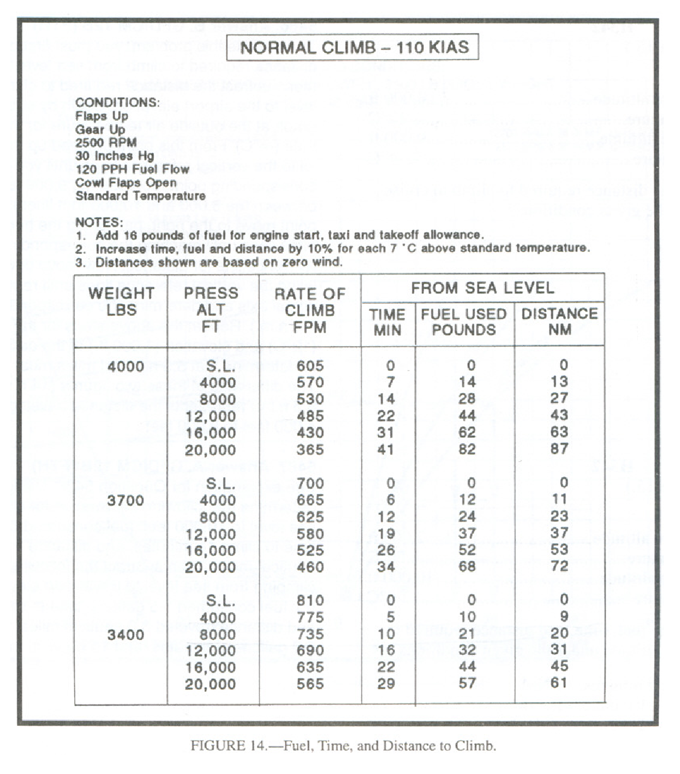 NORMAL CLIMB – 110 KIAS
CONDITIONS:
Flaps Up
Gear Up
2500 RPM
30 Inches Hg
120 PPH Fuel Flow
Cowl Flaps Open
Standard Temperature
NOTES:
1. Add 16 pounds of fuel for engine start, taxi and takeoff allowance.
2. Increase time, fuel and distance by 10% for each 7 °C above standard temperature.
3. Distances shown are based on zero wind.
WEIGHT LBS PRESS ALT FT RATE OF CLIMB FPM FROM SEA LEVEL
TIME MIN FUEL USED POUNDS DISTANCE NM
4000 S.L. 605 0 0 0
4000 570 7 14 13
8000 530 14 28 27
12,000 485 22 44 43
16,000 430 31 62 63
20,000 365 41 82 87
S.L. 700 0 0 0
3700 4000 665 6 12 11
8000 625 12 24 23
12,000 580 19 37 37
16,000 525 26 52 53
20,000 460 34 68 72
S.L. 810 0 0 0
4000 775 5 10 9
3400 8000 735 10 21 20
12,000 690 16 32 31
16,000 635 22 44 45
20,000 565 29 57 61
FIGURE 14.—Fuel, Time, and Distance to Climb.